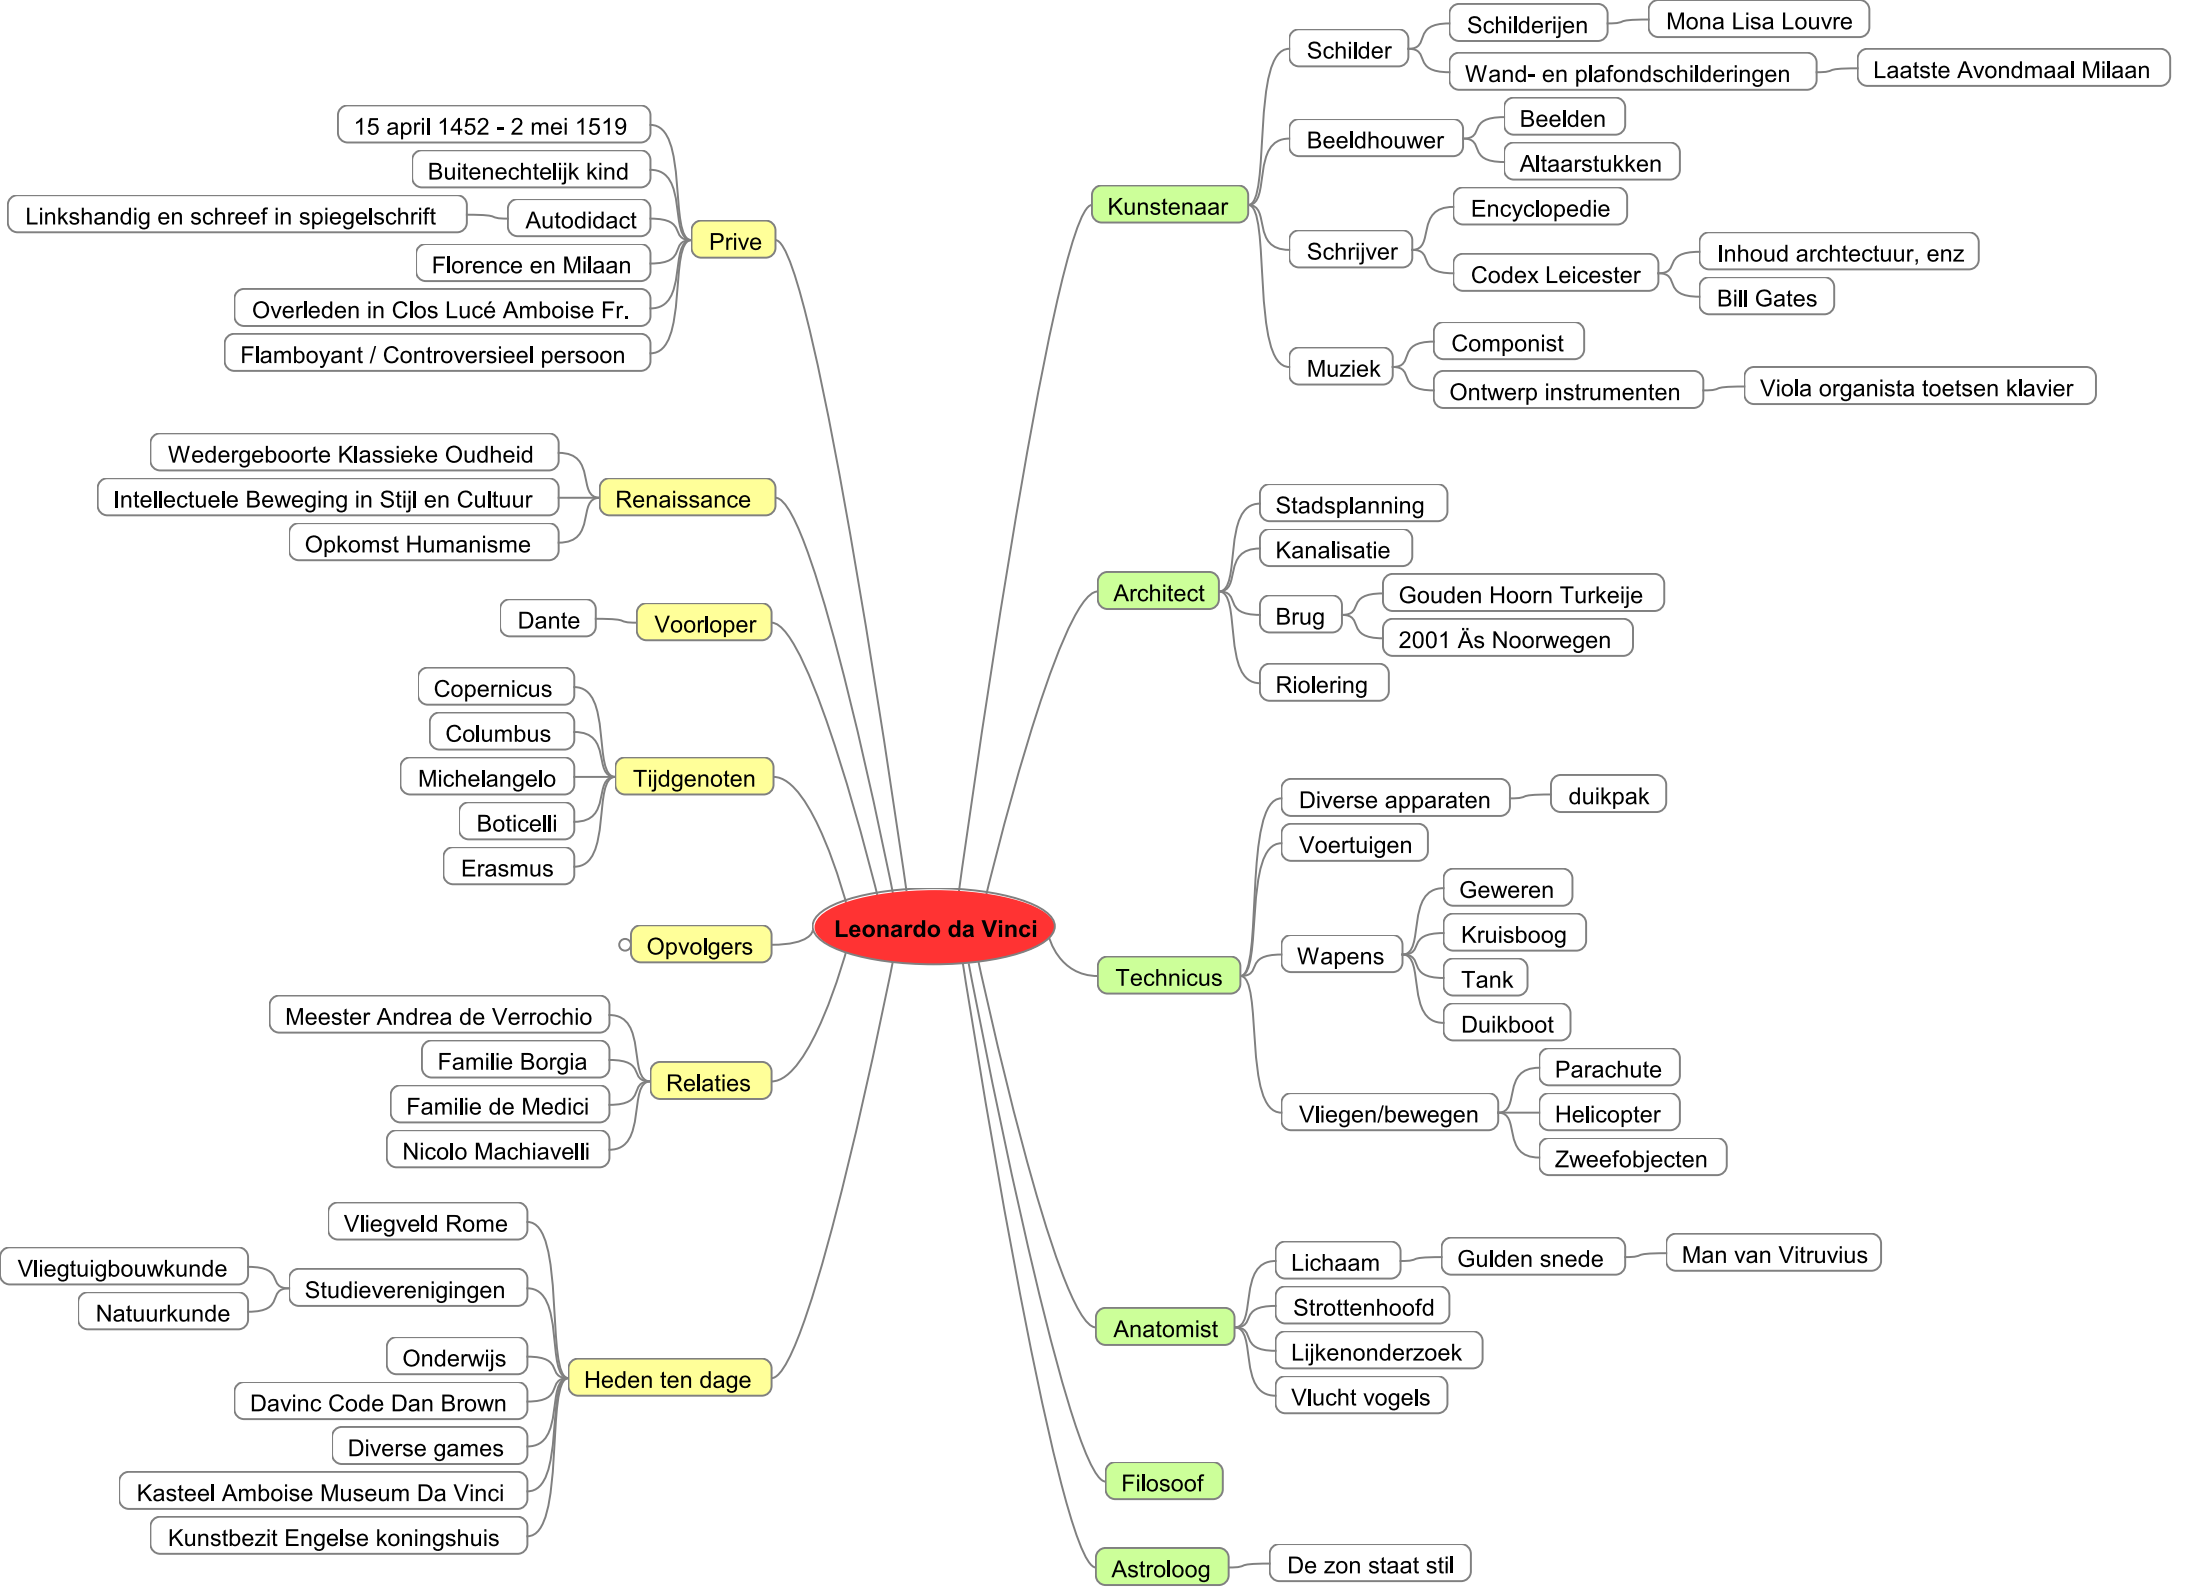 Leonardo da Vinci
Prive
15 april 1452 - 2 mei 1519
Buitenechtelijk kind
Autodidact
Linkshandig en schreef in spiegelschrift
Florence en Milaan
Overleden in Clos Lucé Amboise Fr.
Flamboyant / Controversieel persoon
Renaissance
Wedergeboorte Klassieke Oudheid
Intellectuele Beweging in Stijl en Cultuur
Opkomst Humanisme
Voorloper
Dante
Tijdgenoten
Copernicus
Columbus
Michelangelo
Boticelli
Erasmus
Opvolgers
Relaties
Meester Andrea de Verrochio
Familie Borgia
Familie de Medici
Nicolo Machiavelli
Heden ten dage
Vliegveld Rome
Studieverenigingen
Vliegtuigbouwkunde
Natuurkunde
Onderwijs
Davinc Code Dan Brown
Diverse games
Kasteel Amboise Museum Da Vinci
Kunstbezit Engelse koningshuis
Kunstenaar
Schilder
Schilderijen
Mona Lisa Louvre
Wand- en plafondschilderingen
Laatste Avondmaal Milaan
Beeldhouwer
Beelden
Altaarstukken
Schrijver
Encyclopedie
Codex Leicester
Inhoud archtectuur, enz
Bill Gates
Muziek
Componist
Ontwerp instrumenten
Viola organista toetsen klavier
Architect
Stadsplanning
Kanalisatie
Brug
Gouden Hoorn Turkeije
2001 Äs Noorwegen
Riolering
Technicus
Diverse apparaten
duikpak
Voertuigen
Wapens
Geweren
Kruisboog
Tank
Duikboot
Vliegen/bewegen
Parachute
Helicopter
Zweefobjecten
Anatomist
Lichaam
Gulden snede
Man van Vitruvius
Strottenhoofd
Lijkenonderzoek
Vlucht vogels
Filosoof
Astroloog
De zon staat stil